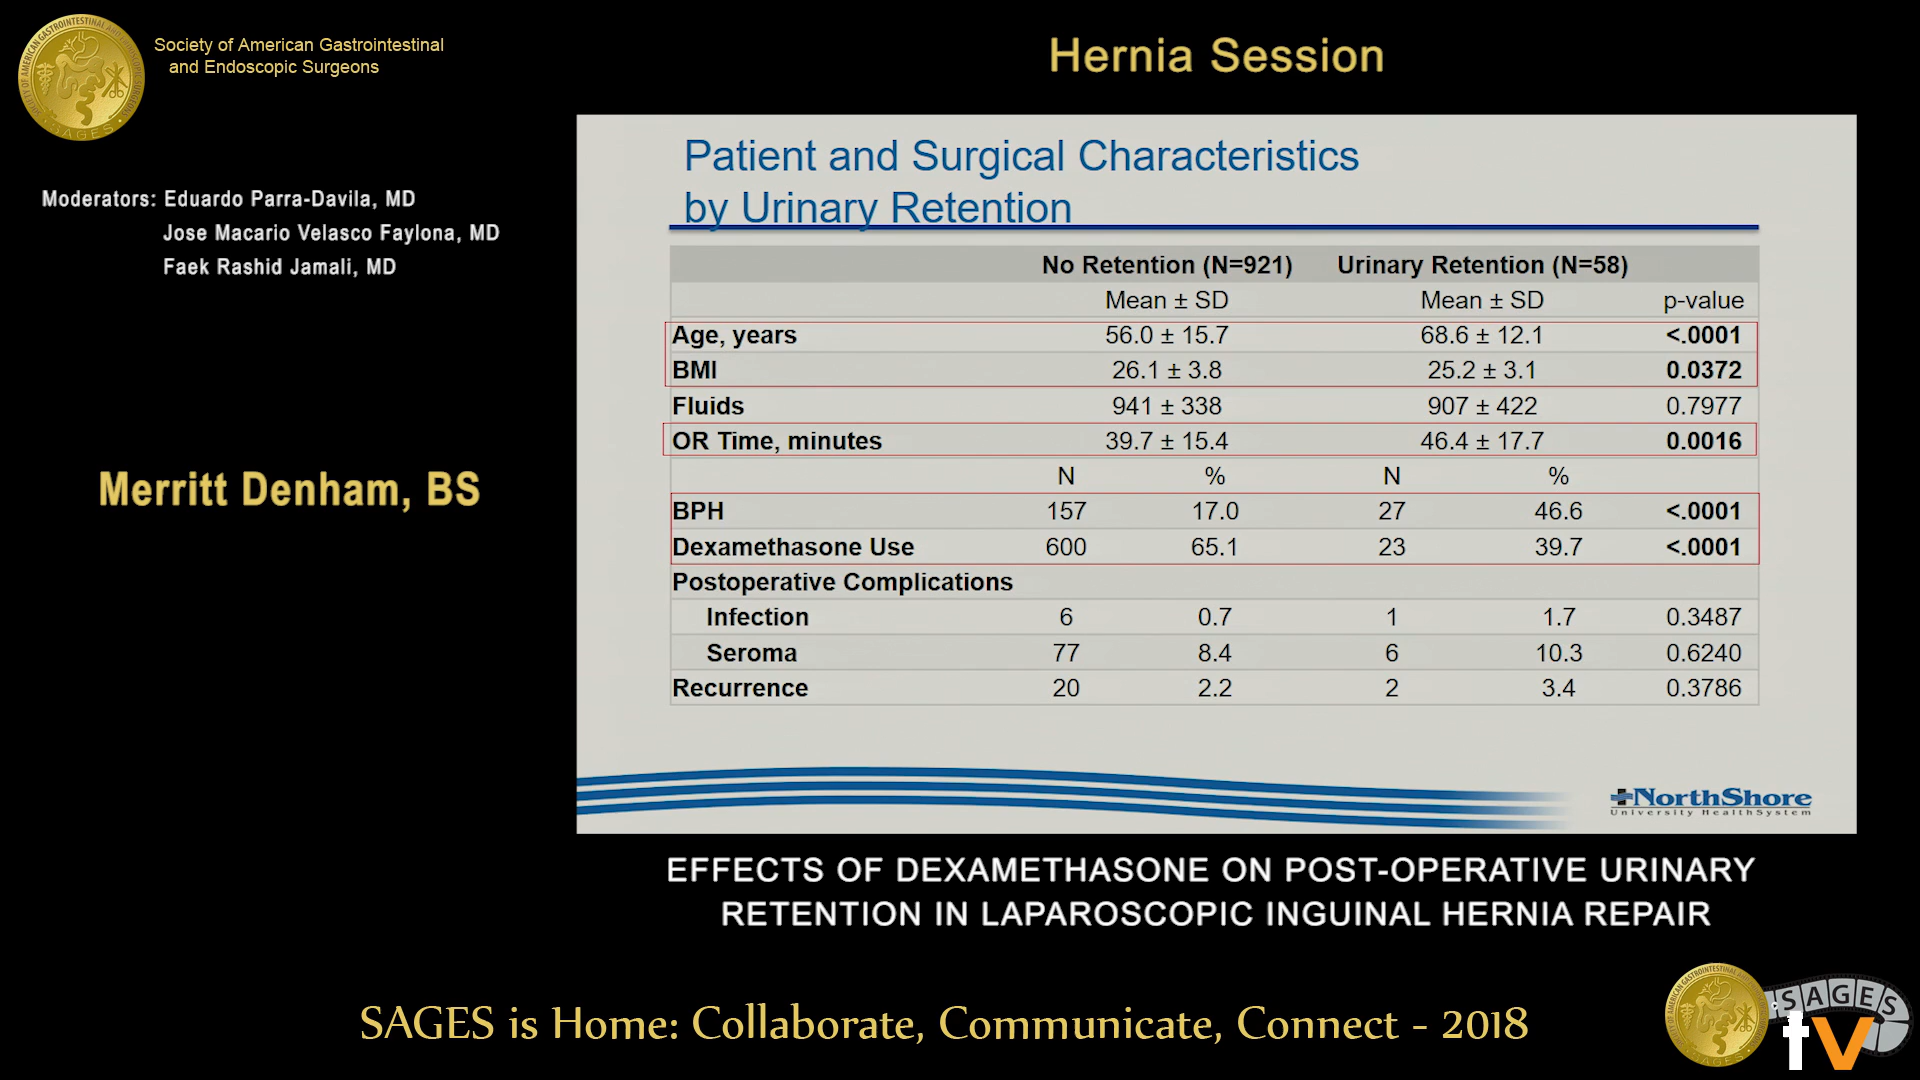 Society of American Gastrointestinal
and Endoscopic Surgeons
Hernia Session
Moderators: Eduardo Parra-Davila, MD
Jose Macario Velasco Faylona, MD
Faek Rashid Jamali, MD
Merritt Denham, BS
Patient and Surgical Characteristics
by Urinary Retention
No Retention (N=921) Urinary Retention (N=58)
Mean ± SD Mean ± SD p-value
Age, years 56.0 ± 15.7 68.6 ± 12.1 <.0001
BMI 26.1 ± 3.8 25.2 ± 3.1 0.0372
Fluids 941 ± 338 907 ± 422 0.7977
OR Time, minutes 39.7 ± 15.4 46.4 ± 17.7 0.0016
N % N %
BPH 157 17.0 27 46.6 <.0001
Dexamethasone Use 600 65.1 23 39.7 <.0001
Postoperative Complications
Infection 6 0.7 1 1.7 0.3487
Seroma 77 8.4 6 10.3 0.6240
Recurrence 20 2.2 2 3.4 0.3786
NorthShore
University HealthSystem
EFFECTS OF DEXAMETHASONE ON POST-OPERATIVE URINARY
RETENTION IN LAPAROSCOPIC INGUINAL HERNIA REPAIR
SAGES is Home: Collaborate, Communicate, Connect - 2018
SAGES
tv